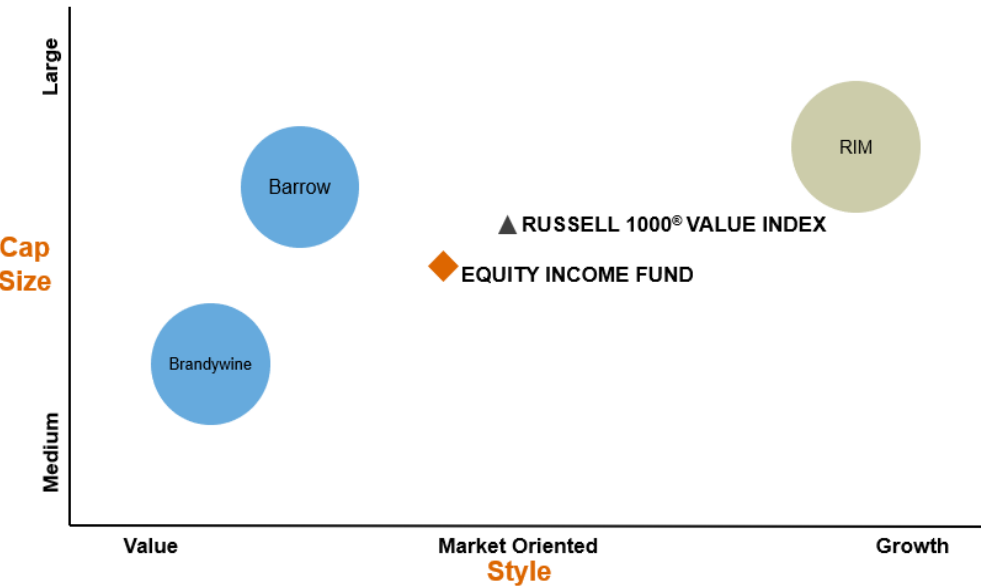 Large
RIM
Barrow
RUSSELL 1000® VALUE INDEX
Cap
Size
EQUITY INCOME FUND
Brandywine
Medium
Value
Market Oriented
Growth
Style